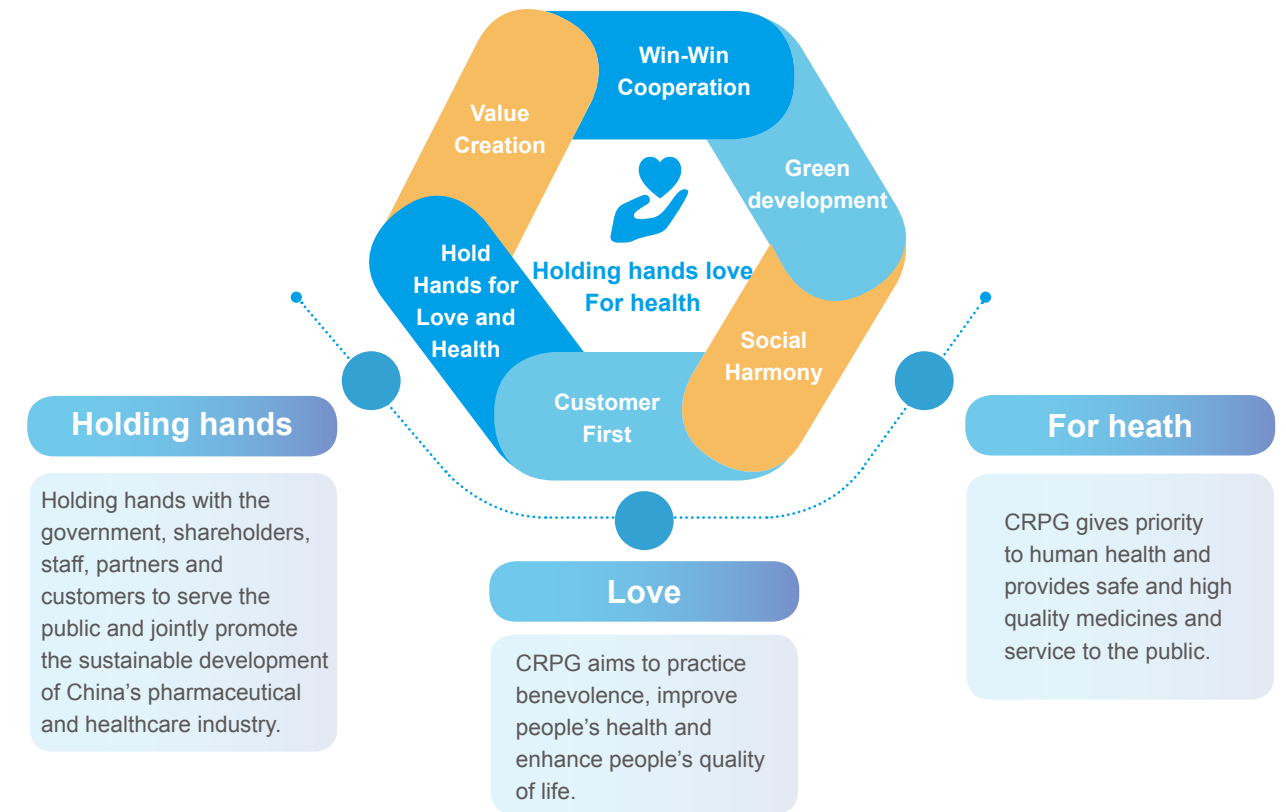 Win-Win
Cooperation
Value
Creation
Green
development
Hold
Hands for
Love and
Health
Holding hands love
For health
Social
Harmony
Customer
First
Holding hands
Holding hands with the
government, shareholders,
staff, partners and
customers to serve the
public and jointly promote
the sustainable development
of China’s pharmaceutical
and healthcare industry.
Love
CRPG aims to practice
benevolence, improve
people’s health and
enhance people’s quality
of life.
For heath
CRPG gives priority
to human health and
provides safe and high
quality medicines and
service to the public.